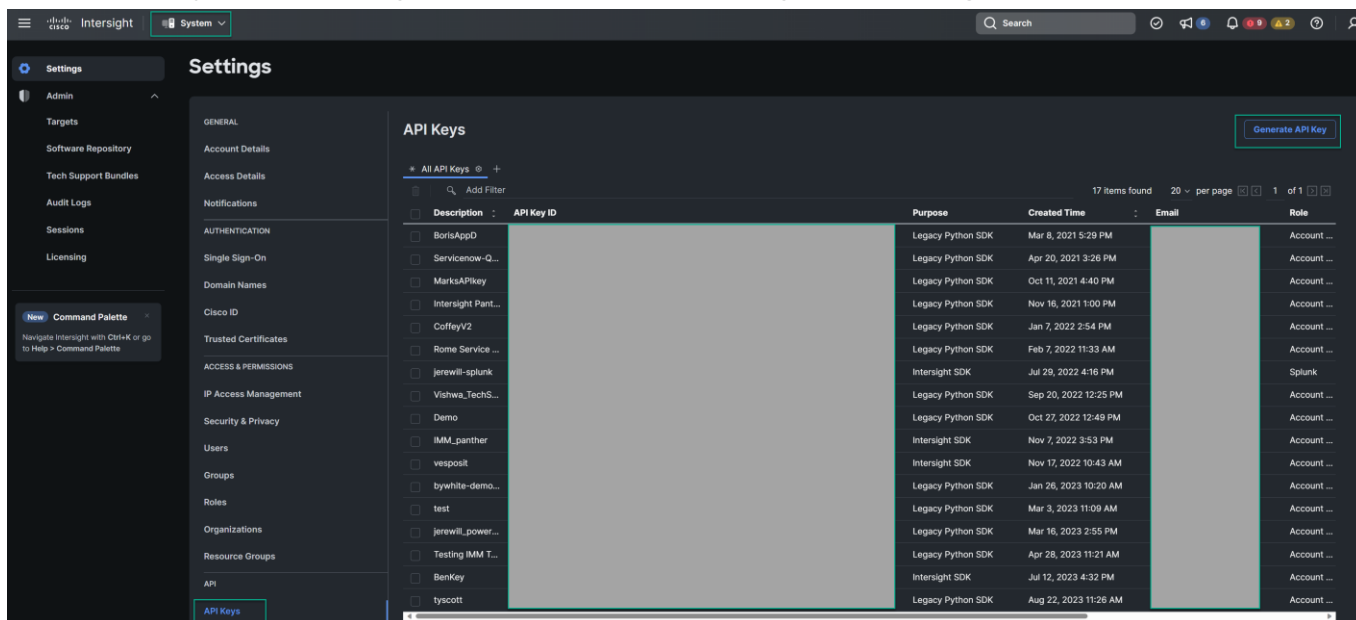 cisco Intersight System Search 6 9 2
Settings
Admin
Targets
Software Repository
Tech Support Bundles
Audit Logs
Sessions
Licensing
New Command Palette ×
Navigate Intersight with Ctrl+K or go
to Help > Command Palette
Settings
GENERAL
Account Details
Access Details
Notifications
AUTHENTICATION
Single Sign-On
Domain Names
Cisco ID
Trusted Certificates
ACCESS & PERMISSIONS
IP Access Management
Security & Privacy
Users
Groups
Roles
Organizations
Resource Groups
API
API Keys
API Keys Generate API Key
All API Keys +
Add Filter 17 items found 20 per page 1 of 1
Description API Key ID Purpose Created Time Email Role
BorisAppD Legacy Python SDK Mar 8, 2021 5:29 PM Account ...
Servicenow-Q... Legacy Python SDK Apr 20, 2021 3:26 PM Account ...
MarksAPIkey Legacy Python SDK Oct 11, 2021 4:40 PM Account ...
Intersight Pant... Legacy Python SDK Nov 16, 2021 1:00 PM Account ...
CoffeyV2 Legacy Python SDK Jan 7, 2022 2:54 PM Account ...
Rome Service ... Legacy Python SDK Feb 7, 2022 11:33 AM Account ...
jerewill-splunk Intersight SDK Jul 29, 2022 4:16 PM Splunk
Vishwa_TechS... Legacy Python SDK Sep 20, 2022 12:25 PM Account ...
Demo Legacy Python SDK Oct 27, 2022 12:49 PM Account ...
IMM_panther Intersight SDK Nov 7, 2022 3:53 PM Account ...
vesposit Intersight SDK Nov 17, 2022 10:43 AM Account ...
bywhite-demo... Legacy Python SDK Jan 26, 2023 10:20 AM Account ...
test Legacy Python SDK Mar 3, 2023 11:09 AM Account ...
jerewill_power... Legacy Python SDK Mar 16, 2023 2:55 PM Account ...
Testing IMM T... Legacy Python SDK Apr 28, 2023 11:21 AM Account ...
BenKey Intersight SDK Jul 12, 2023 4:32 PM Account ...
tyscott Legacy Python SDK Aug 22, 2023 11:26 AM Account ...